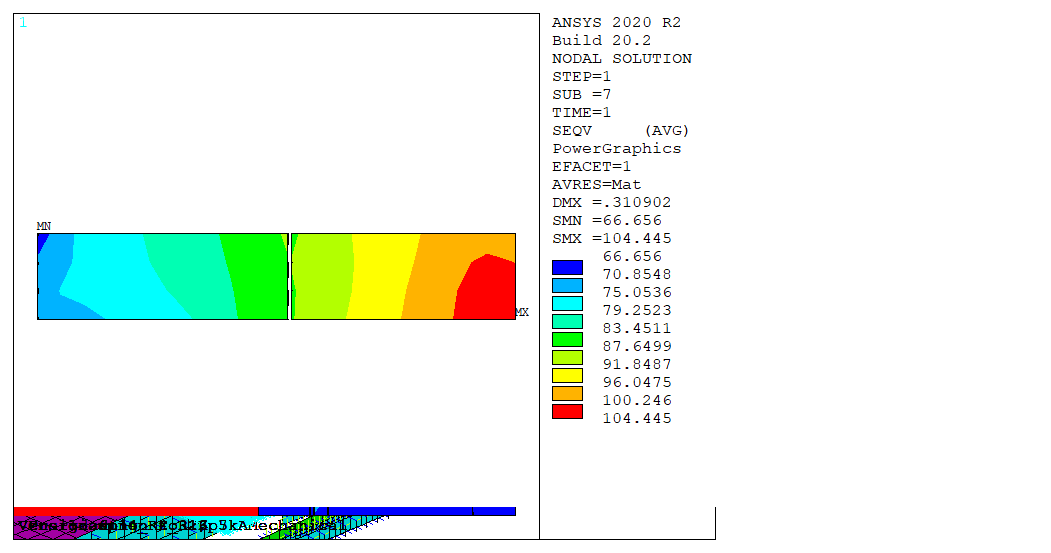 1
ANSYS 2020 R2
Build 20.2
NODAL SOLUTION
STEP=1
SUB =7
TIME=1
SEQV (AVG)
PowerGraphics
EFACET=1
AVRES=Mat
DMX =.310902
SMN =66.656
SMX =104.445
66.656
70.8548
75.0536
79.2523
83.4511
87.6499
91.8487
96.0475
100.246
104.445
MN
MX